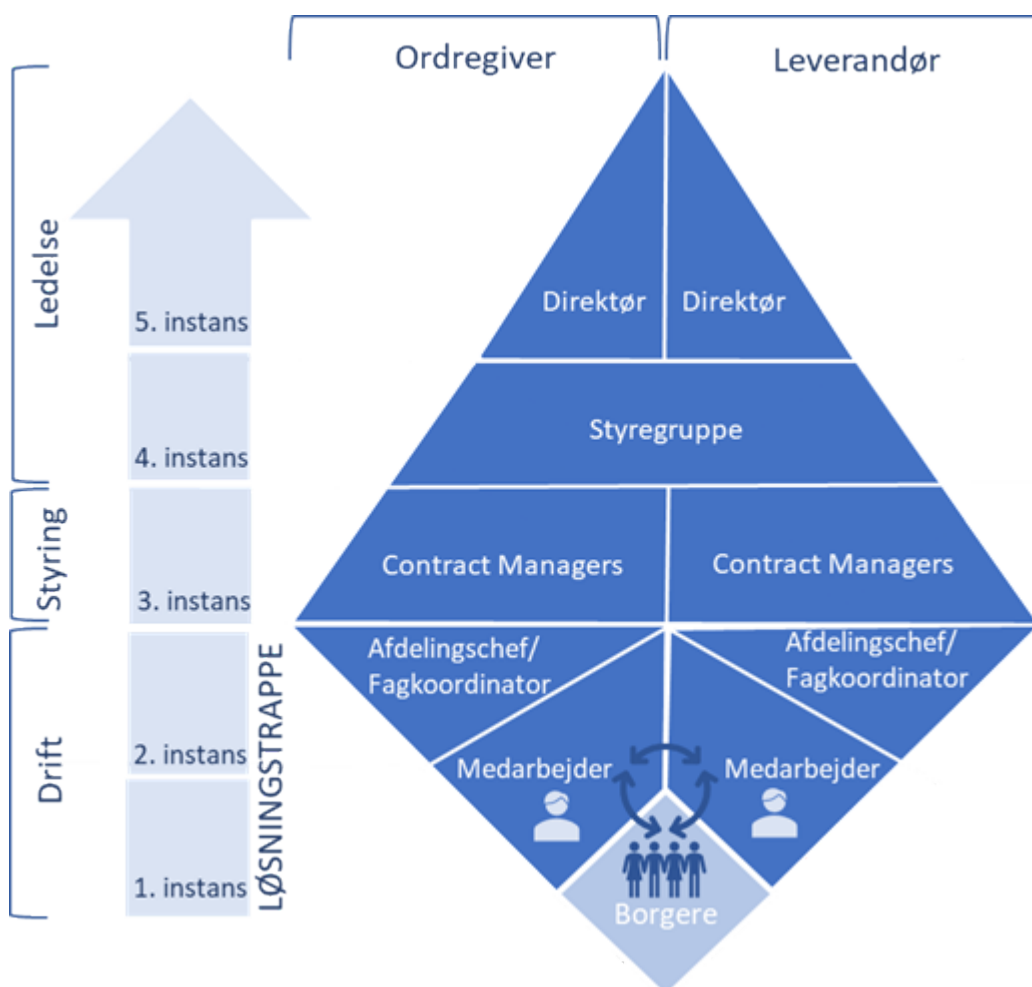 Ordregiver
Leverandør
Ledelse
Styring
Drift
5. instans
4. instans
3. instans
2. instans
1. instans
LØSNINGSTRAPPE
Direktør
Direktør
Styregruppe
Contract Managers
Contract Managers
Afdelingschef/
Fagkoordinator
Afdelingschef/
Fagkoordinator
Medarbejder
Medarbejder
Borgere